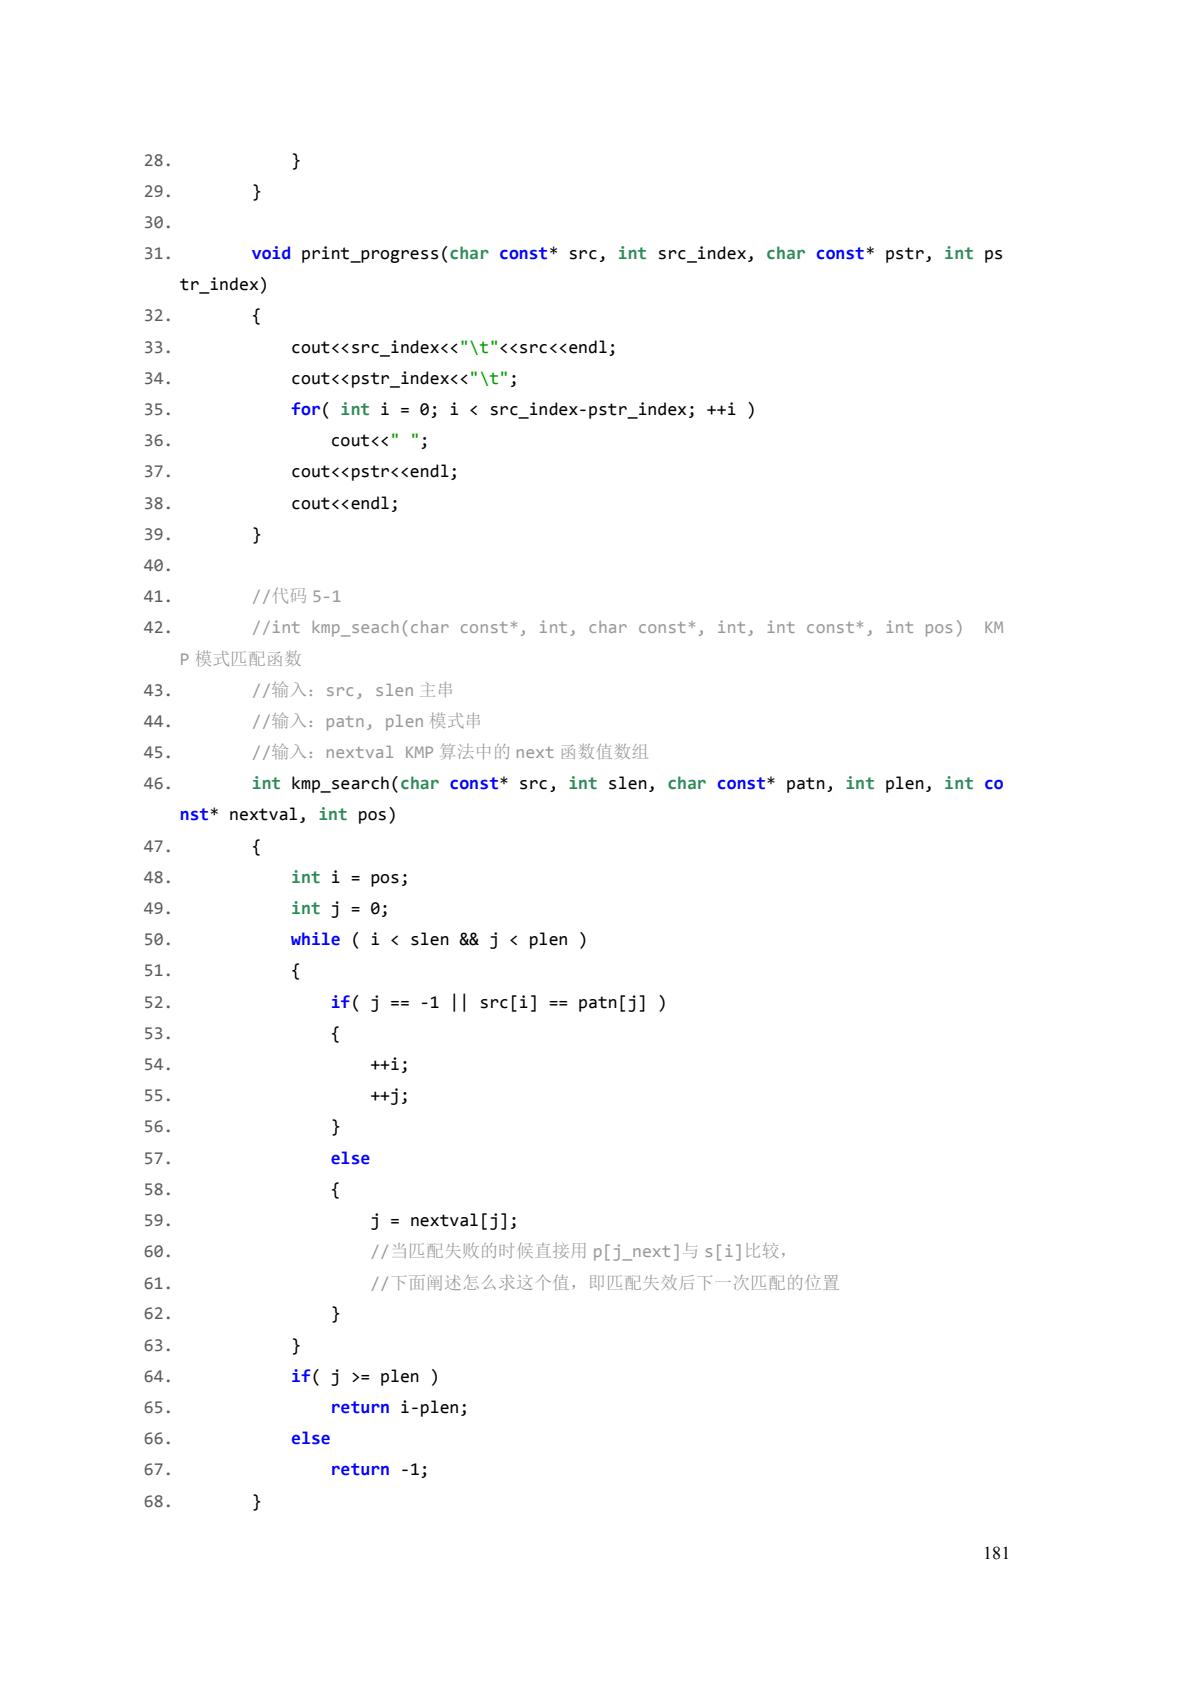 28.            }
29.        }
30.
31.        void print_progress(char const* src, int src_index, char const* pstr, int ps
tr_index)
32.        {
33.            cout<<src_index<<"\t"<<src<<endl;
34.            cout<<pstr_index<<"\t";
35.            for( int i = 0; i < src_index-pstr_index; ++i )
36.                cout<<" ";
37.            cout<<pstr<<endl;
38.            cout<<endl;
39.        }
40.
41.        //代码 5-1
42.        //int kmp_seach(char const*, int, char const*, int, int const*, int pos)  KM
P 模式匹配函数
43.        //输入：src, slen 主串
44.        //输入：patn, plen 模式串
45.        //输入：nextval KMP 算法中的 next 函数值数组
46.        int kmp_search(char const* src, int slen, char const* patn, int plen, int co
nst* nextval, int pos)
47.        {
48.            int i = pos;
49.            int j = 0;
50.            while ( i < slen && j < plen )
51.            {
52.                if( j == -1 || src[i] == patn[j] )
53.                {
54.                    ++i;
55.                    ++j;
56.                }
57.                else
58.                {
59.                    j = nextval[j];
60.                    //当匹配失败的时候直接用 p[j_next]与 s[i]比较，
61.                    //下面阐述怎么求这个值，即匹配失效后下一次匹配的位置
62.                }
63.            }
64.            if( j >= plen )
65.                return i-plen;
66.            else
67.                return -1;
68.        }
181